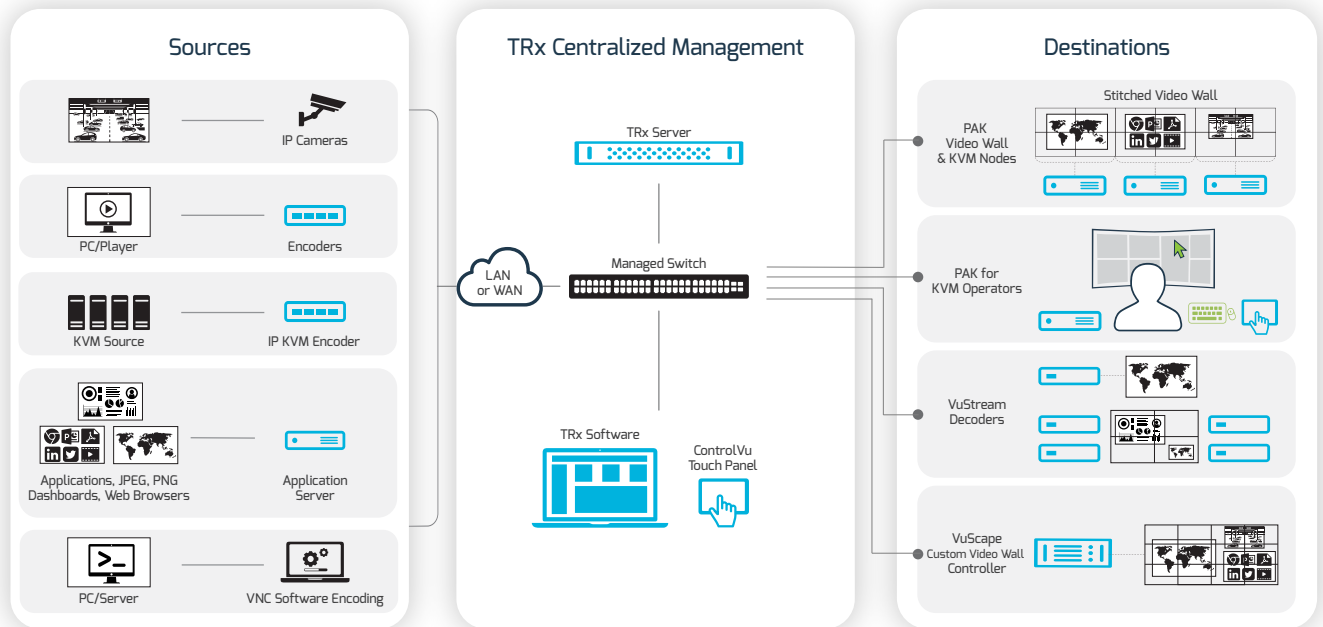 Sources
IP Cameras
PC/Player
Encoders
KVM Source
IP KVM Encoder
Applications, JPEG, PNG
Dashboards, Web Browsers
Application
Server
PC/Server
VNC Software Encoding
TRx Centralized Management
TRx Server
LAN
or WAN
Managed Switch
TRx Software
ControlVu
Touch Panel
Destinations
PAK
Video Wall
& KVM Nodes
Stitched Video Wall
PAK for
KVM Operators
VuStream
Decoders
VuScape
Custom Video Wall
Controller